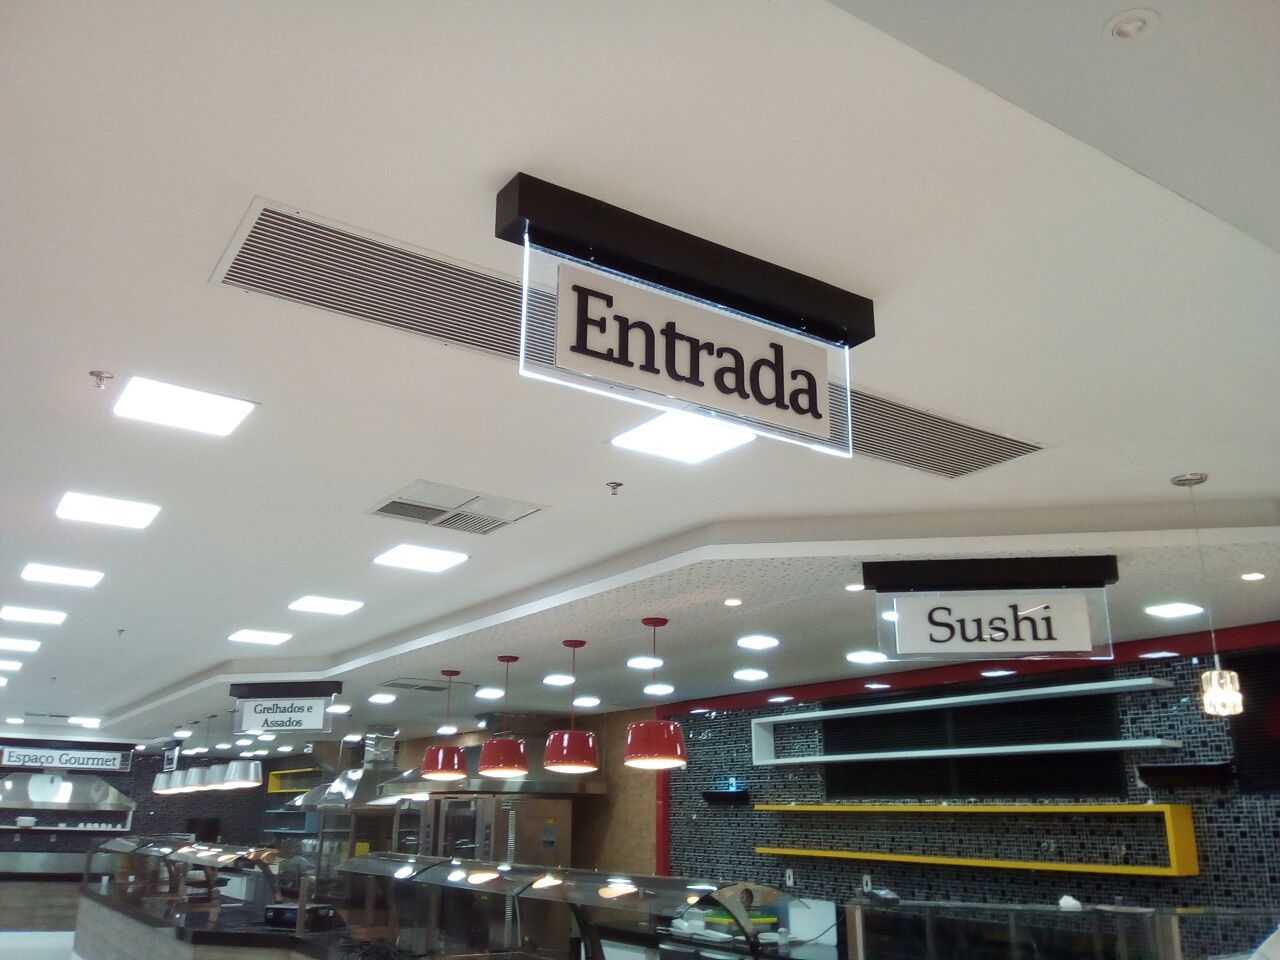 Entrada
Sushi
Grelhados e
Assados
Espaço Gourmet